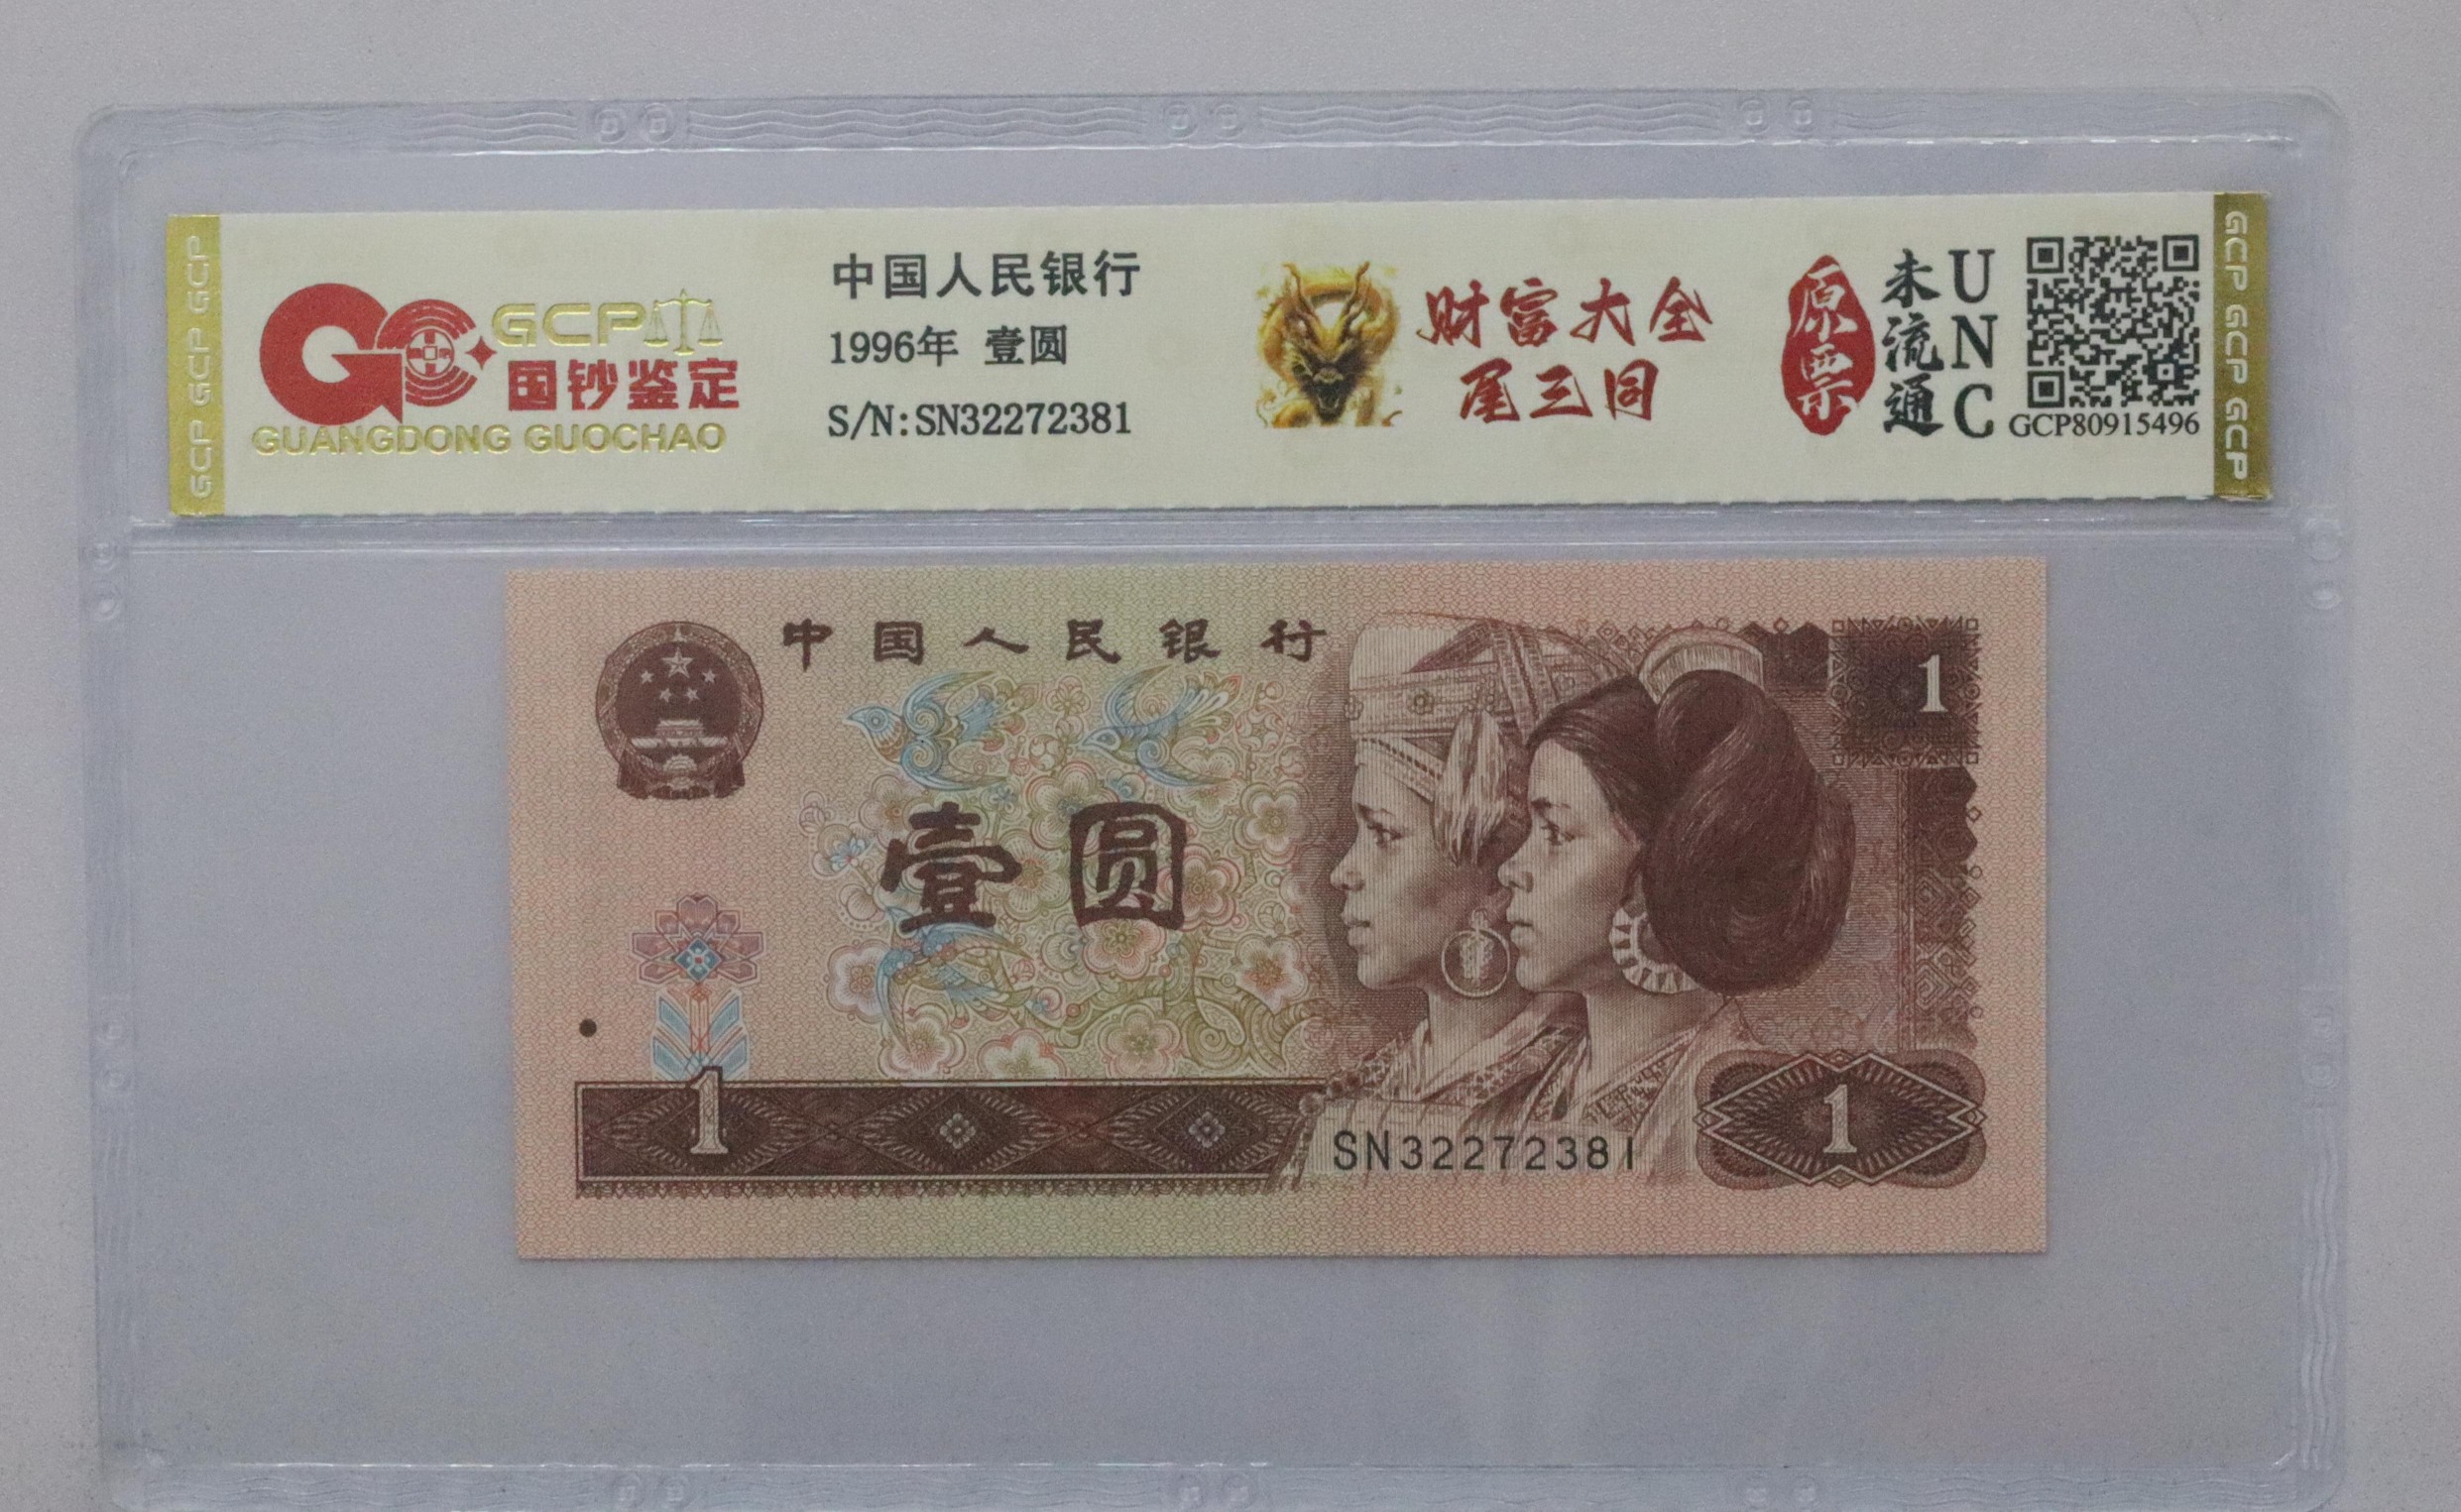 GCP GCP GCP
GCP
国钞鉴定
GUANGDONG GUOCHAO
中国人民银行
1996年 壹圆
S/N:SN32272381
财富大全
尾三同
原票
未流通
UNC
GCP80915496
GCP GCP GCP
中国人民银行
1
壹圆
1
SN32272381
1